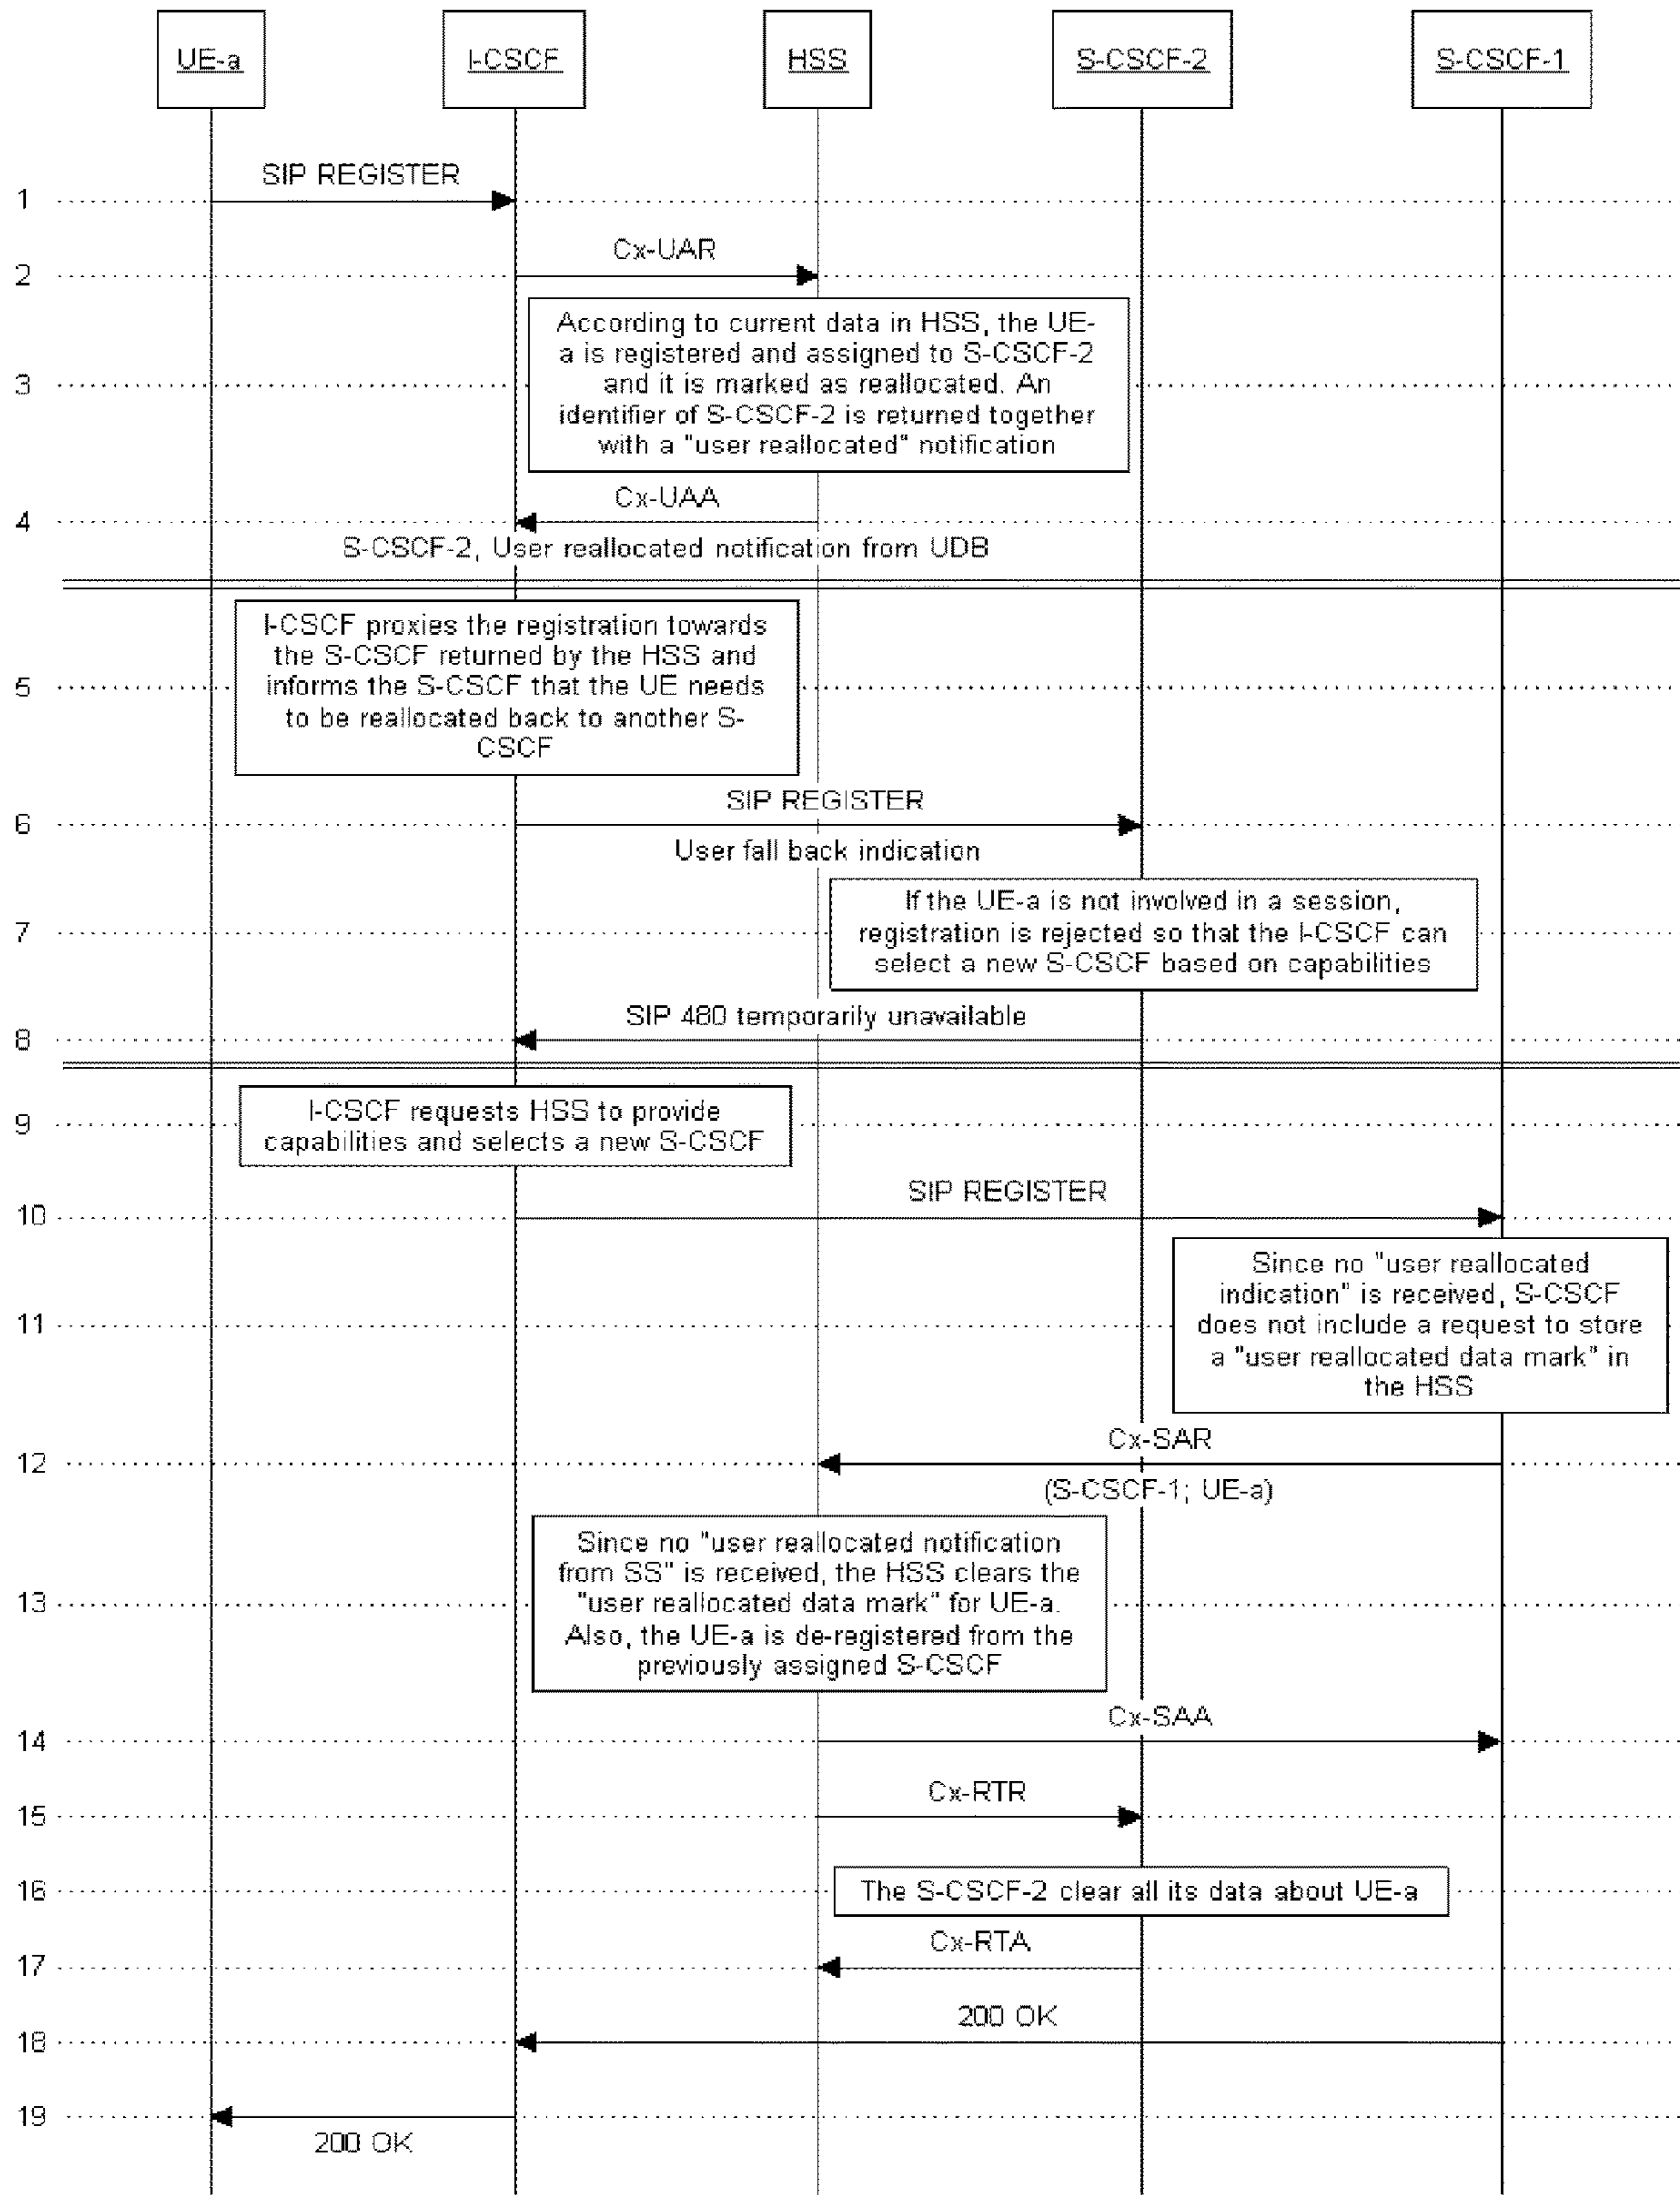 UE-a
I-CSCF
HSS
S-CSCF-2
S-CSCF-1
SIP REGISTER
1
Cx-UAR
2
According to current data in HSS, the UE-
a is registered and assigned to S-CSCF-2
and it is marked as reallocated. An
identifier of S-CSCF-2 is returned together
with a "user reallocated" notification
3
Cx-UAA
4
S-CSCF-2, User reallocated notification from UDB
I-CSCF proxies the registration towards
the S-CSCF returned by the HSS and
informs the S-CSCF that the UE needs
to be reallocated back to another S-
CSCF
5
SIP REGISTER
6
User fall back indication
If the UE-a is not involved in a session,
registration is rejected so that the I-CSCF can
select a new S-CSCF based on capabilities
7
SIP 480 temporarily unavailable
8
I-CSCF requests HSS to provide
capabilities and selects a new S-CSCF
9
SIP REGISTER
10
Since no "user reallocated
indication" is received, S-CSCF
does not include a request to store
a "user reallocated data mark" in
the HSS
11
Cx-SAR
12
(S-CSCF-1; UE-a)
Since no "user reallocated notification
from SS" is received, the HSS clears the
"user reallocated data mark" for UE-a.
Also, the UE-a is de-registered from the
previously assigned S-CSCF
13
Cx-SAA
14
Cx-RTR
15
The S-CSCF-2 clear all its data about UE-a
16
Cx-RTA
17
200 OK
18
19
200 OK